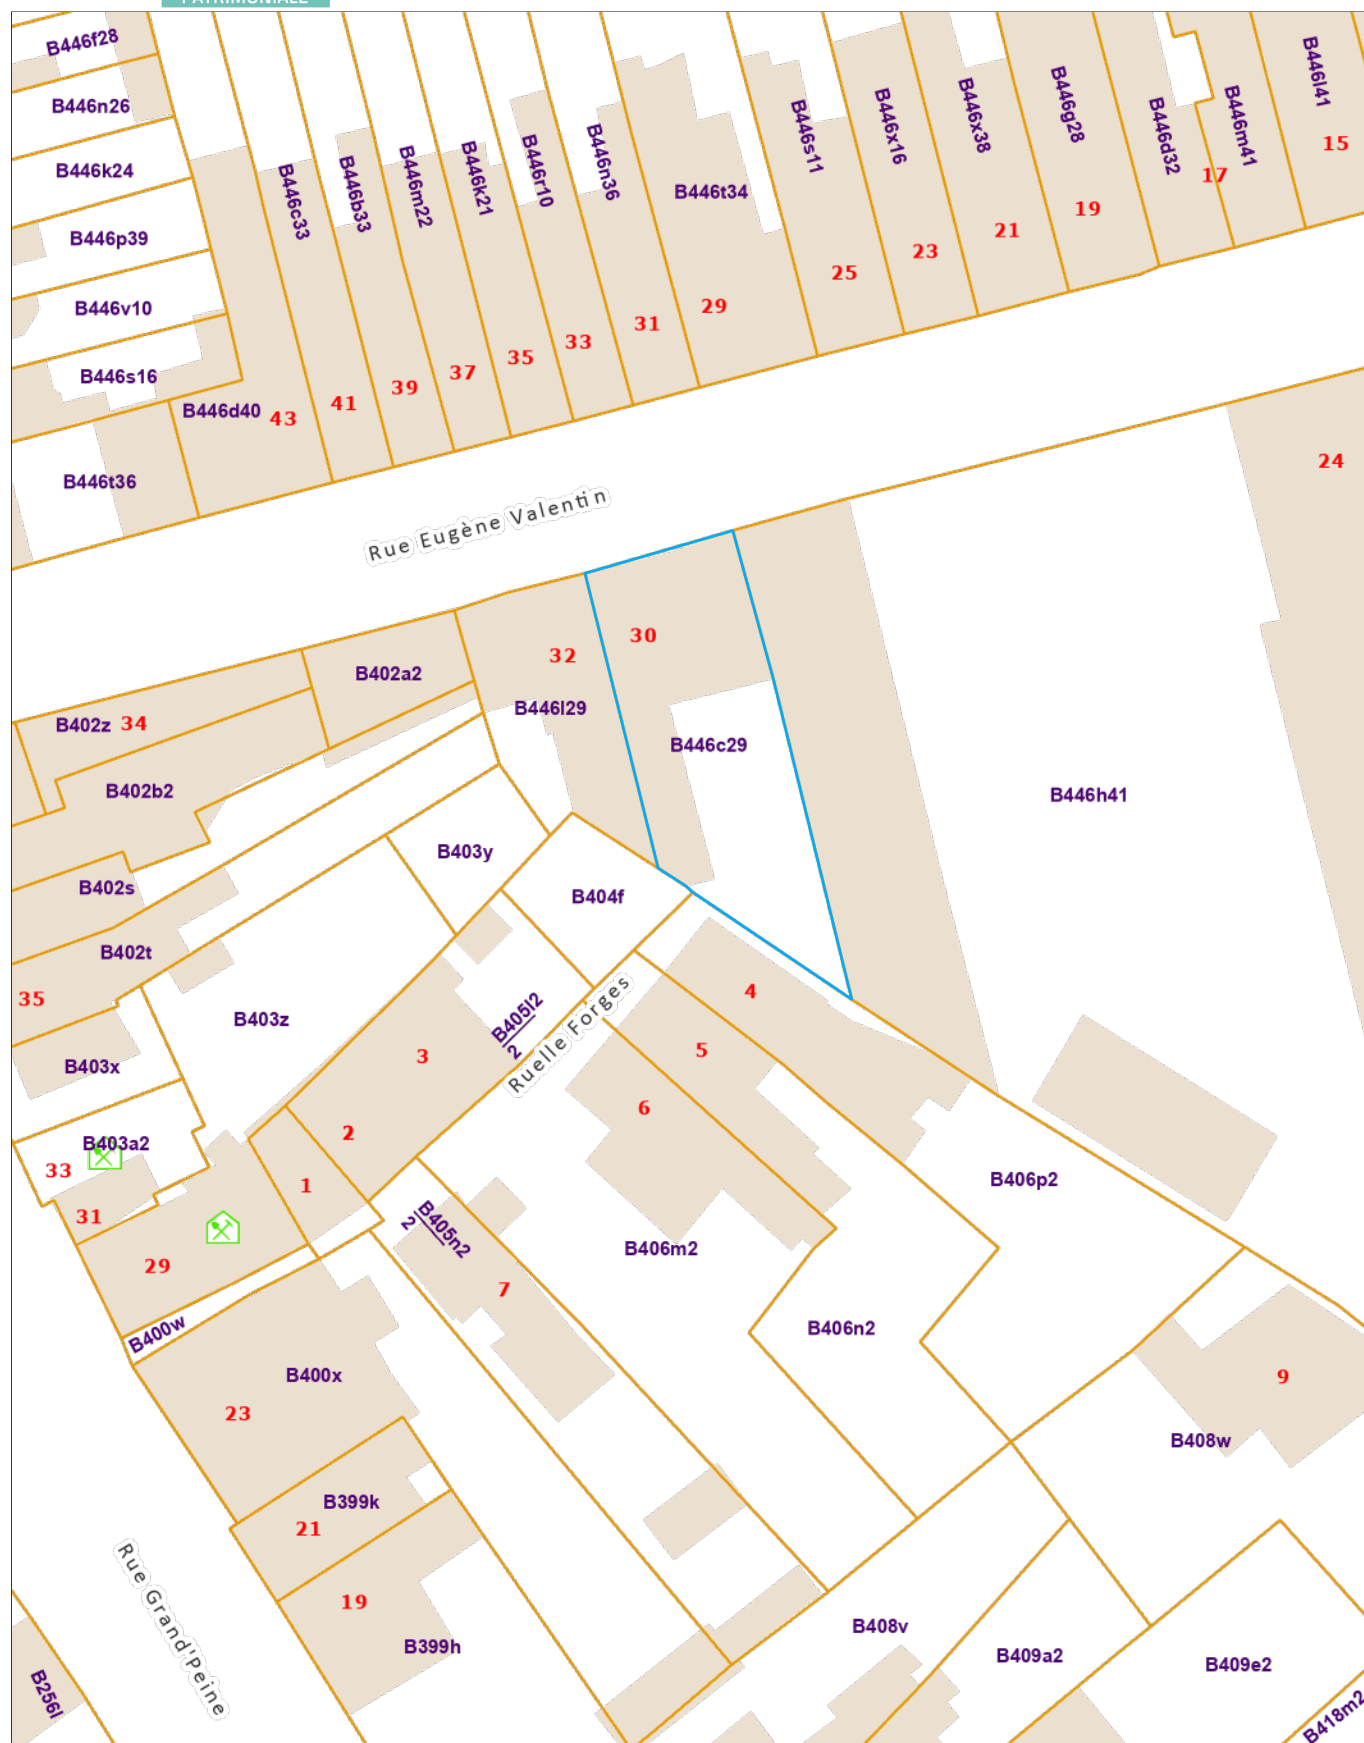 PATRIMONIALE
B446f28
B446n26
B446k24
B446p39
B446v10
B446s16
B446d40
B446t36
B446c33
B446b33
B446m22
B446k21
B446r10
B446n36
B446t34
B446s11
B446x16
B446x38
B446g28
B446d32
B446m41
B446l41
43
41
39
37
35
33
31
29
25
23
21
19
17
15
Rue Eugène Valentin
24
30
32
B446l29
B446c29
B446h41
B402a2
B402z
34
B402b2
B402s
B402t
35
B403y
B404f
B403z
B403x
B403a2
33
31
29
B405l2
2
Ruelle Forges
3
2
1
4
5
6
7
B405n2
2
B406m2
B406n2
B406p2
B400w
B400x
23
B399k
21
19
B399h
Rue Grand'Peine
B256l
9
B408w
B408v
B409a2
B409e2
B418m2